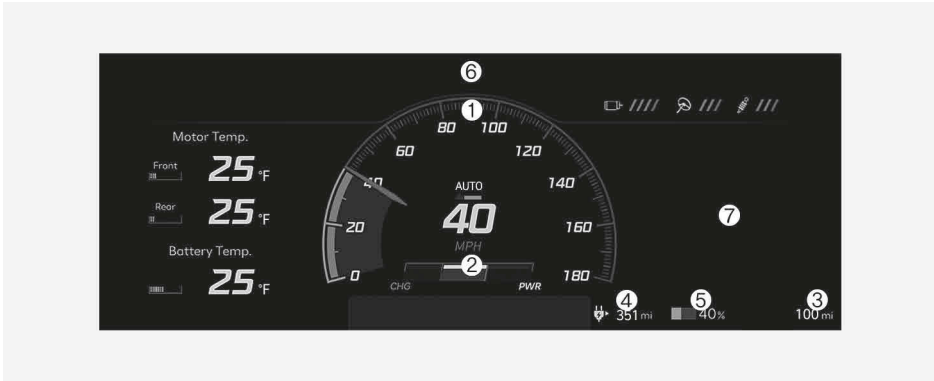 6
1
80 100
Motor Temp.
60 120
Front 25 °F
40 AUTO 140
Rear 25 °F
20 40 160 7
MPH
Battery Temp.
2
0 180
25 °F
CHG PWR
4 5 3
351 mi 40% 100 mi